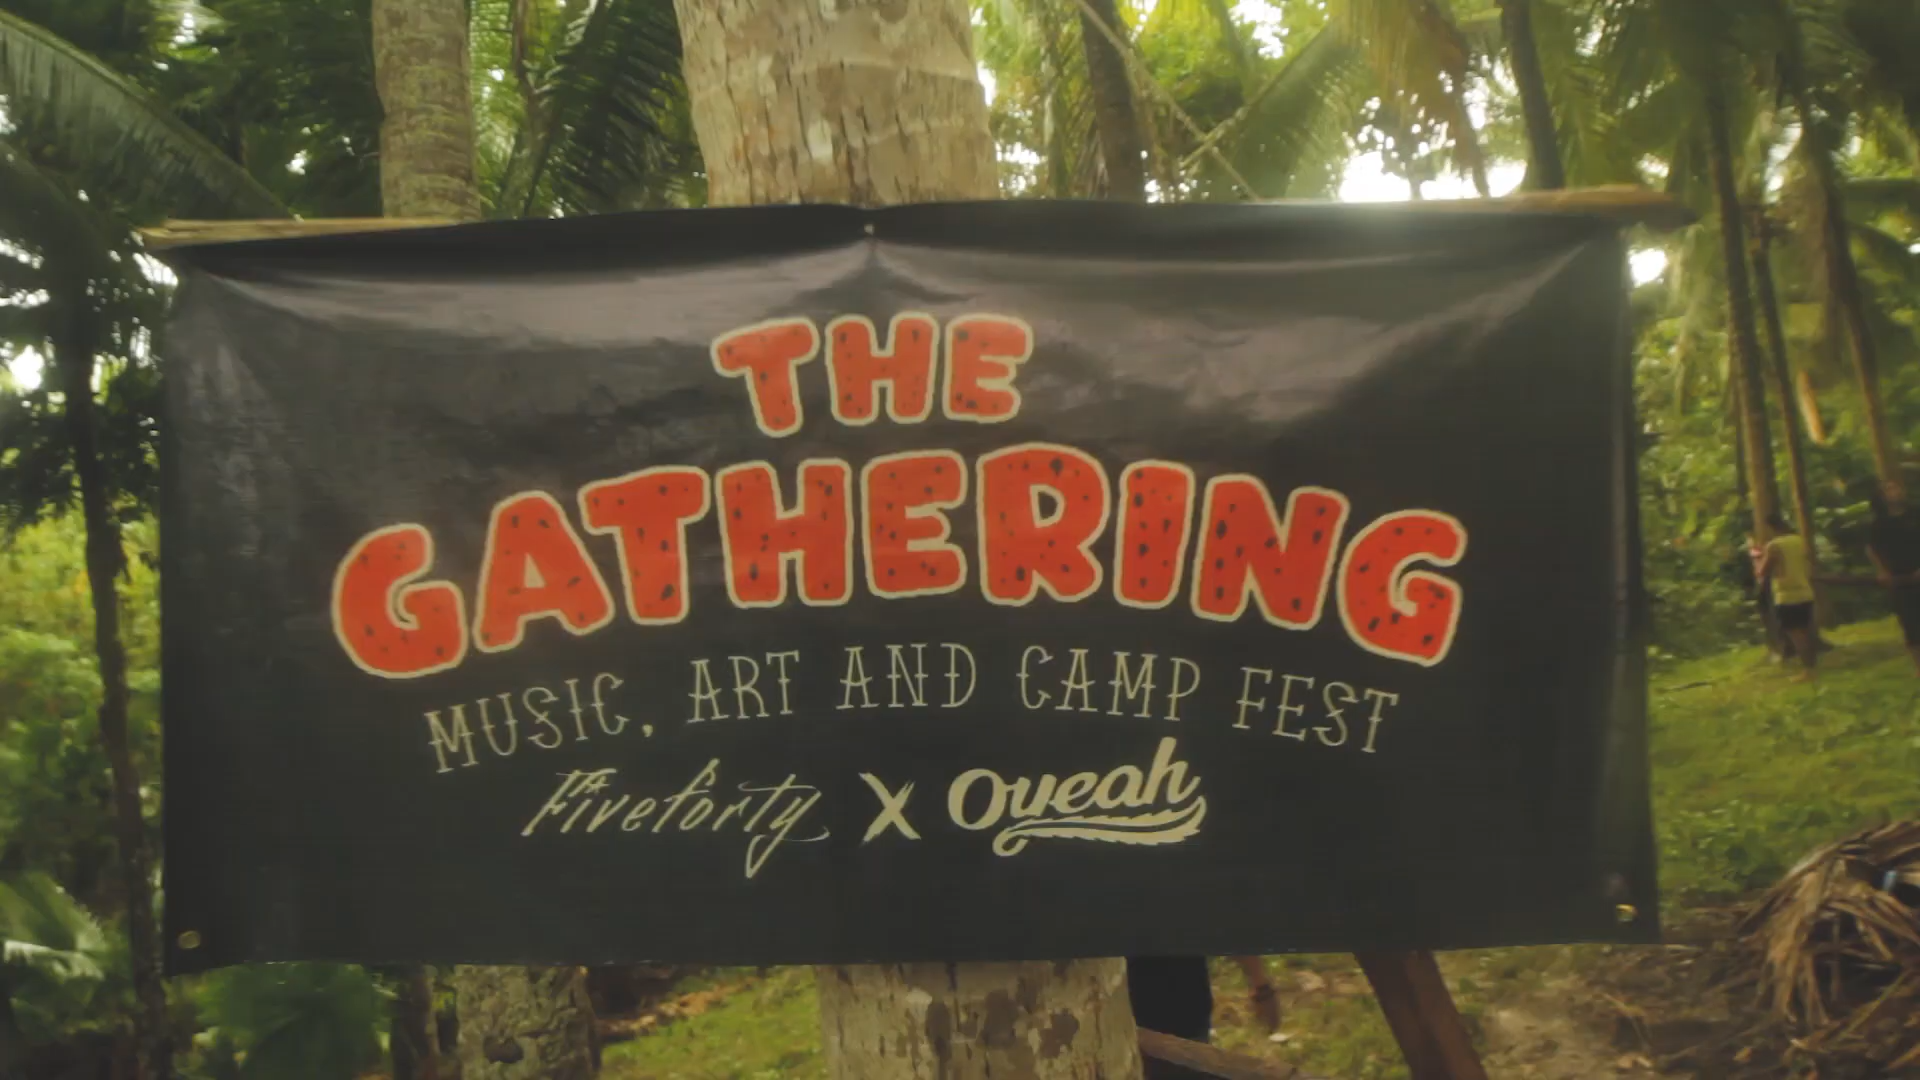 THE
GATHERING
MUSIC, ART AND CAMP FEST
Fiveforty X Oyeah